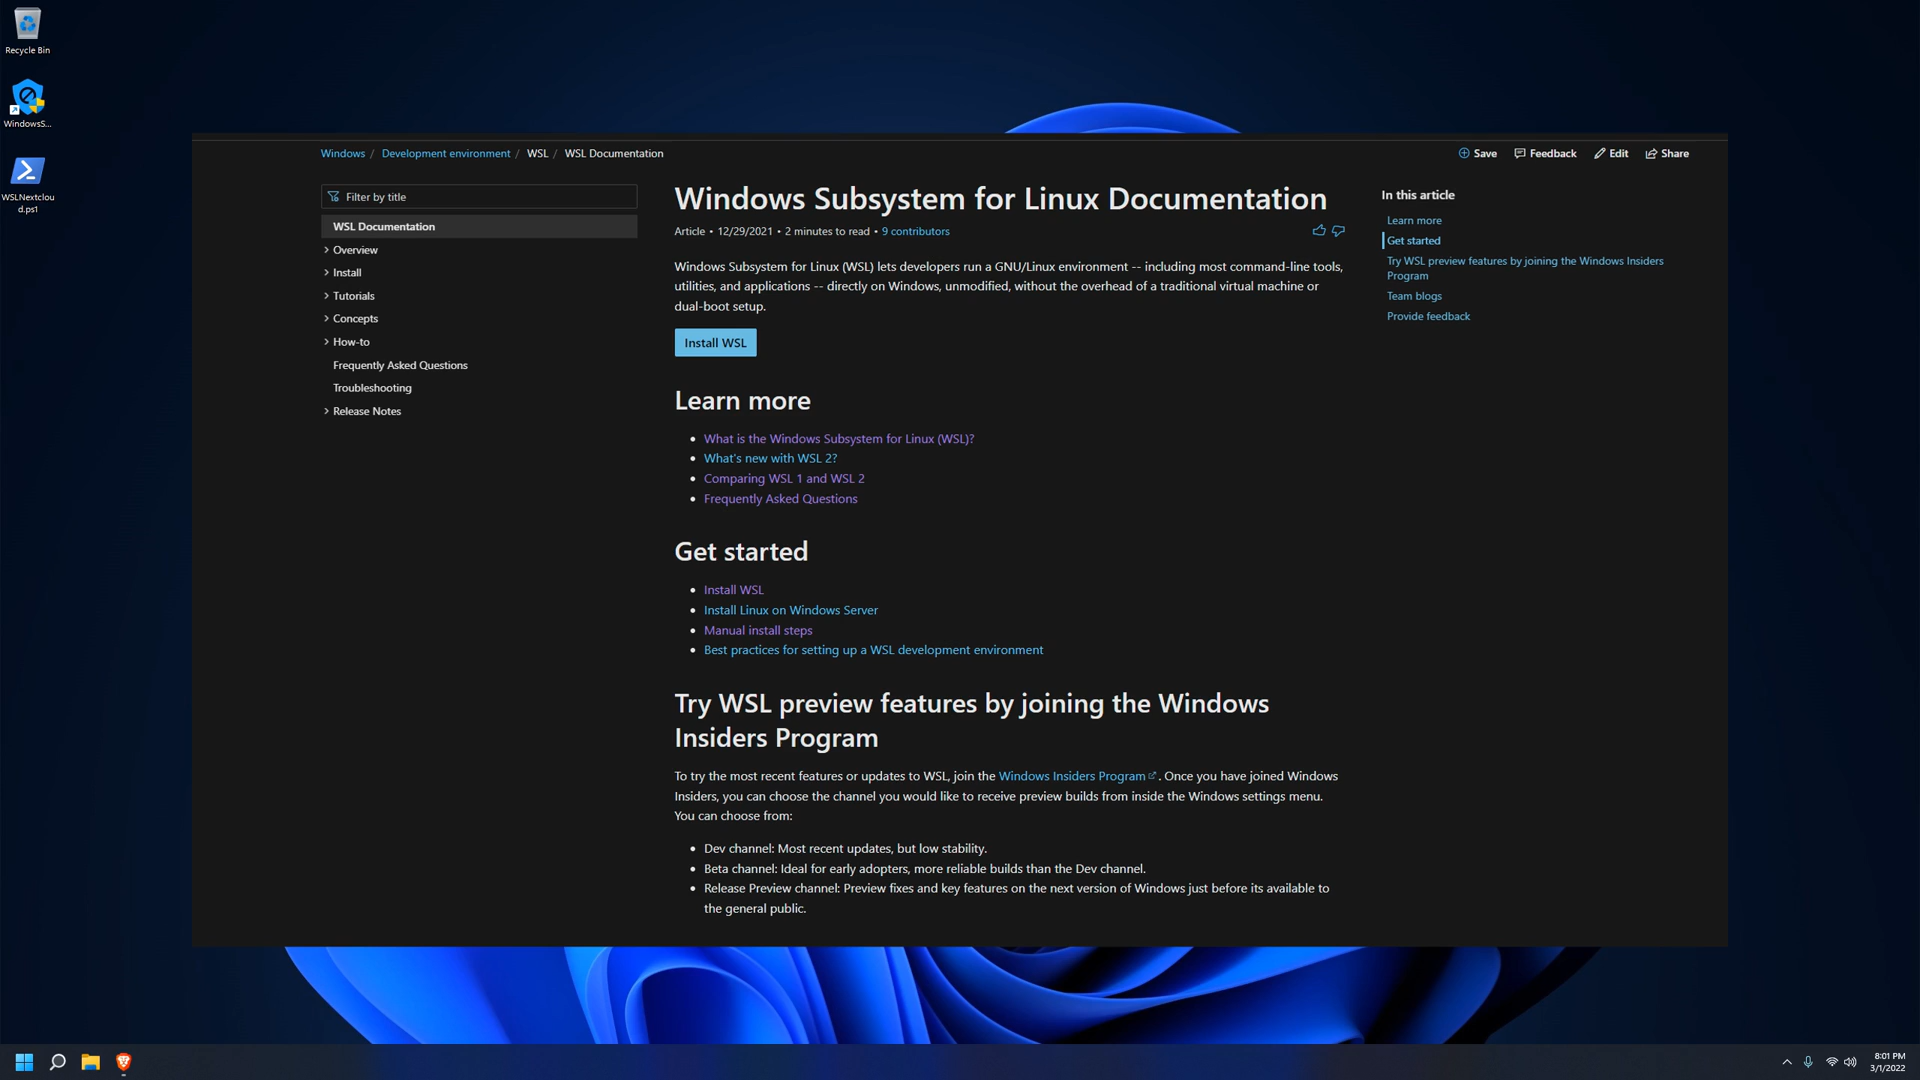 Recycle Bin
WindowsS...
WSLNextclou
d.ps1
Windows / Development environment / WSL / WSL Documentation
Save Feedback Edit Share
Filter by title
WSL Documentation
Overview
Install
Tutorials
Concepts
How-to
Frequently Asked Questions
Troubleshooting
Release Notes
Windows Subsystem for Linux Documentation
Article • 12/29/2021 • 2 minutes to read • 9 contributors
Windows Subsystem for Linux (WSL) lets developers run a GNU/Linux environment -- including most command-line tools,
utilities, and applications -- directly on Windows, unmodified, without the overhead of a traditional virtual machine or
dual-boot setup.
Install WSL
Learn more
• What is the Windows Subsystem for Linux (WSL)?
• What's new with WSL 2?
• Comparing WSL 1 and WSL 2
• Frequently Asked Questions
Get started
• Install WSL
• Install Linux on Windows Server
• Manual install steps
• Best practices for setting up a WSL development environment
Try WSL preview features by joining the Windows
Insiders Program
To try the most recent features or updates to WSL, join the Windows Insiders Program . Once you have joined Windows
Insiders, you can choose the channel you would like to receive preview builds from inside the Windows settings menu.
You can choose from:
• Dev channel: Most recent updates, but low stability.
• Beta channel: Ideal for early adopters, more reliable builds than the Dev channel.
• Release Preview channel: Preview fixes and key features on the next version of Windows just before its available to
the general public.
In this article
Learn more
Get started
Try WSL preview features by joining the Windows Insiders
Program
Team blogs
Provide feedback
8:01 PM
3/1/2022